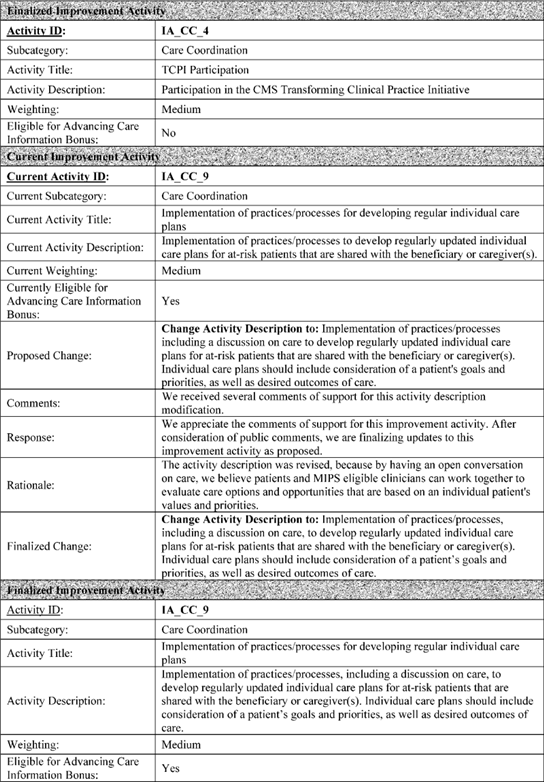 Finalized Improvement Activity
Activity ID: IA_CC_4
Subcategory: Care Coordination
Activity Title: TCPI Participation
Activity Description: Participation in the CMS Transforming Clinical Practice Initiative
Weighting: Medium
Eligible for Advancing Care
Information Bonus: No
Current Improvement Activity
Current Activity ID: IA_CC_9
Current Subcategory: Care Coordination
Current Activity Title: Implementation of practices/processes for developing regular individual care
plans
Current Activity Description: Implementation of practices/processes to develop regularly updated individual
care plans for at-risk patients that are shared with the beneficiary or caregiver(s).
Current Weighting: Medium
Currently Eligible for
Advancing Care Information
Bonus: Yes
Proposed Change: Change Activity Description to: Implementation of practices/processes
including a discussion on care to develop regularly updated individual care
plans for at-risk patients that are shared with the beneficiary or caregiver(s).
Individual care plans should include consideration of a patient's goals and
priorities, as well as desired outcomes of care.
Comments: We received several comments of support for this activity description
modification.
Response: We appreciate the comments of support for this improvement activity. After
consideration of public comments, we are finalizing updates to this
improvement activity as proposed.
Rationale: The activity description was revised, because by having an open conversation
on care, we believe patients and MIPS eligible clinicians can work together to
evaluate care options and opportunities that are based on an individual patient's
values and priorities.
Finalized Change: Change Activity Description to: Implementation of practices/processes,
including a discussion on care, to develop regularly updated individual care
plans for at-risk patients that are shared with the beneficiary or caregiver(s).
Individual care plans should include consideration of a patient's goals and
priorities, as well as desired outcomes of care.
Finalized Improvement Activity
Activity ID: IA_CC_9
Subcategory: Care Coordination
Activity Title: Implementation of practices/processes for developing regular individual care
plans
Activity Description: Implementation of practices/processes, including a discussion on care, to
develop regularly updated individual care plans for at-risk patients that are
shared with the beneficiary or caregiver(s). Individual care plans should include
consideration of a patient's goals and priorities, as well as desired outcomes of
care.
Weighting: Medium
Eligible for Advancing Care
Information Bonus: Yes